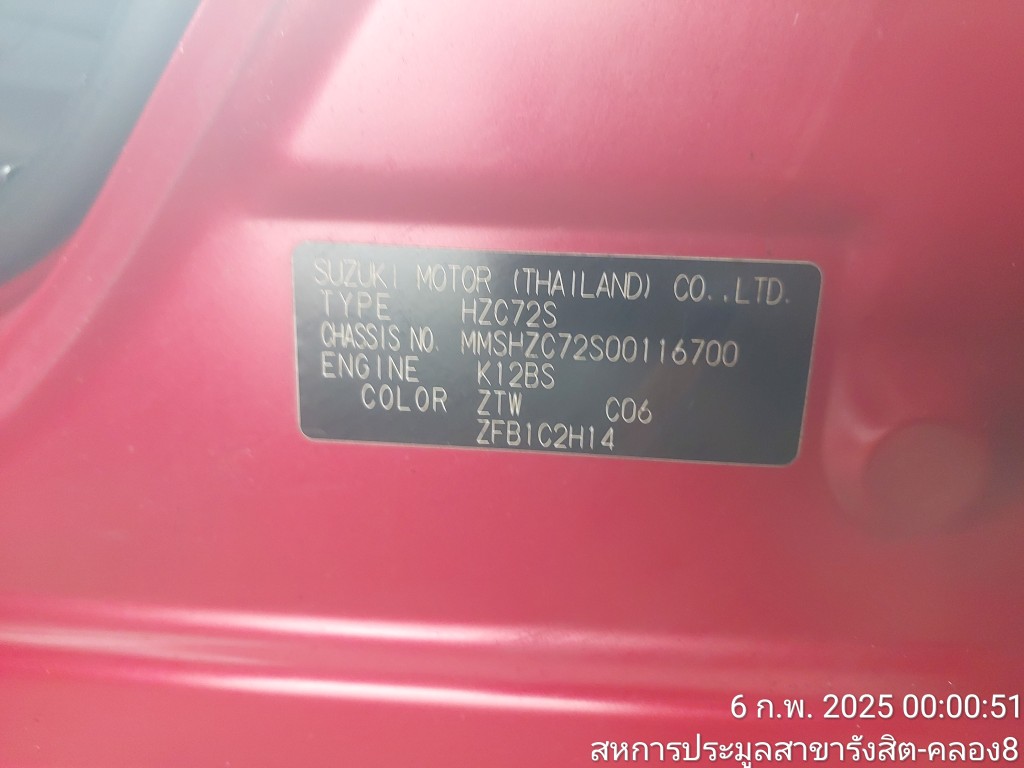 SUZUKI MOTOR (THAILAND) CO.,LTD.
TYPE HZC72S
CHASSIS NO. MMSHZC72S00116700
ENGINE K12BS
COLOR ZTW C06
ZFB1C2H14
6 ก.พ. 2025 00:00:51
สหการประมูลสาขารังสิต-คลอง8